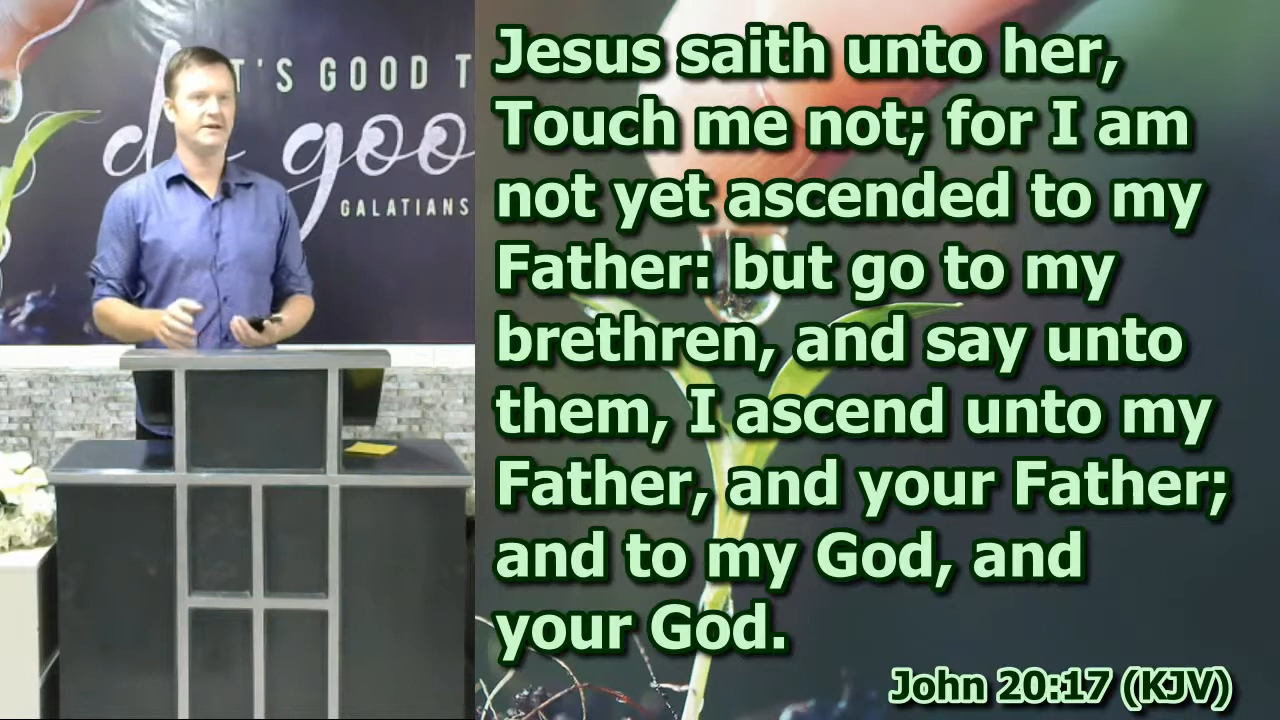 T'S GOOD T
do goo
GALATIANS
Jesus saith unto her,
Touch me not; for I am
not yet ascended to my
Father: but go to my
brethren, and say unto
them, I ascend unto my
Father, and your Father;
and to my God, and
your God.
John 20:17 (KJV)